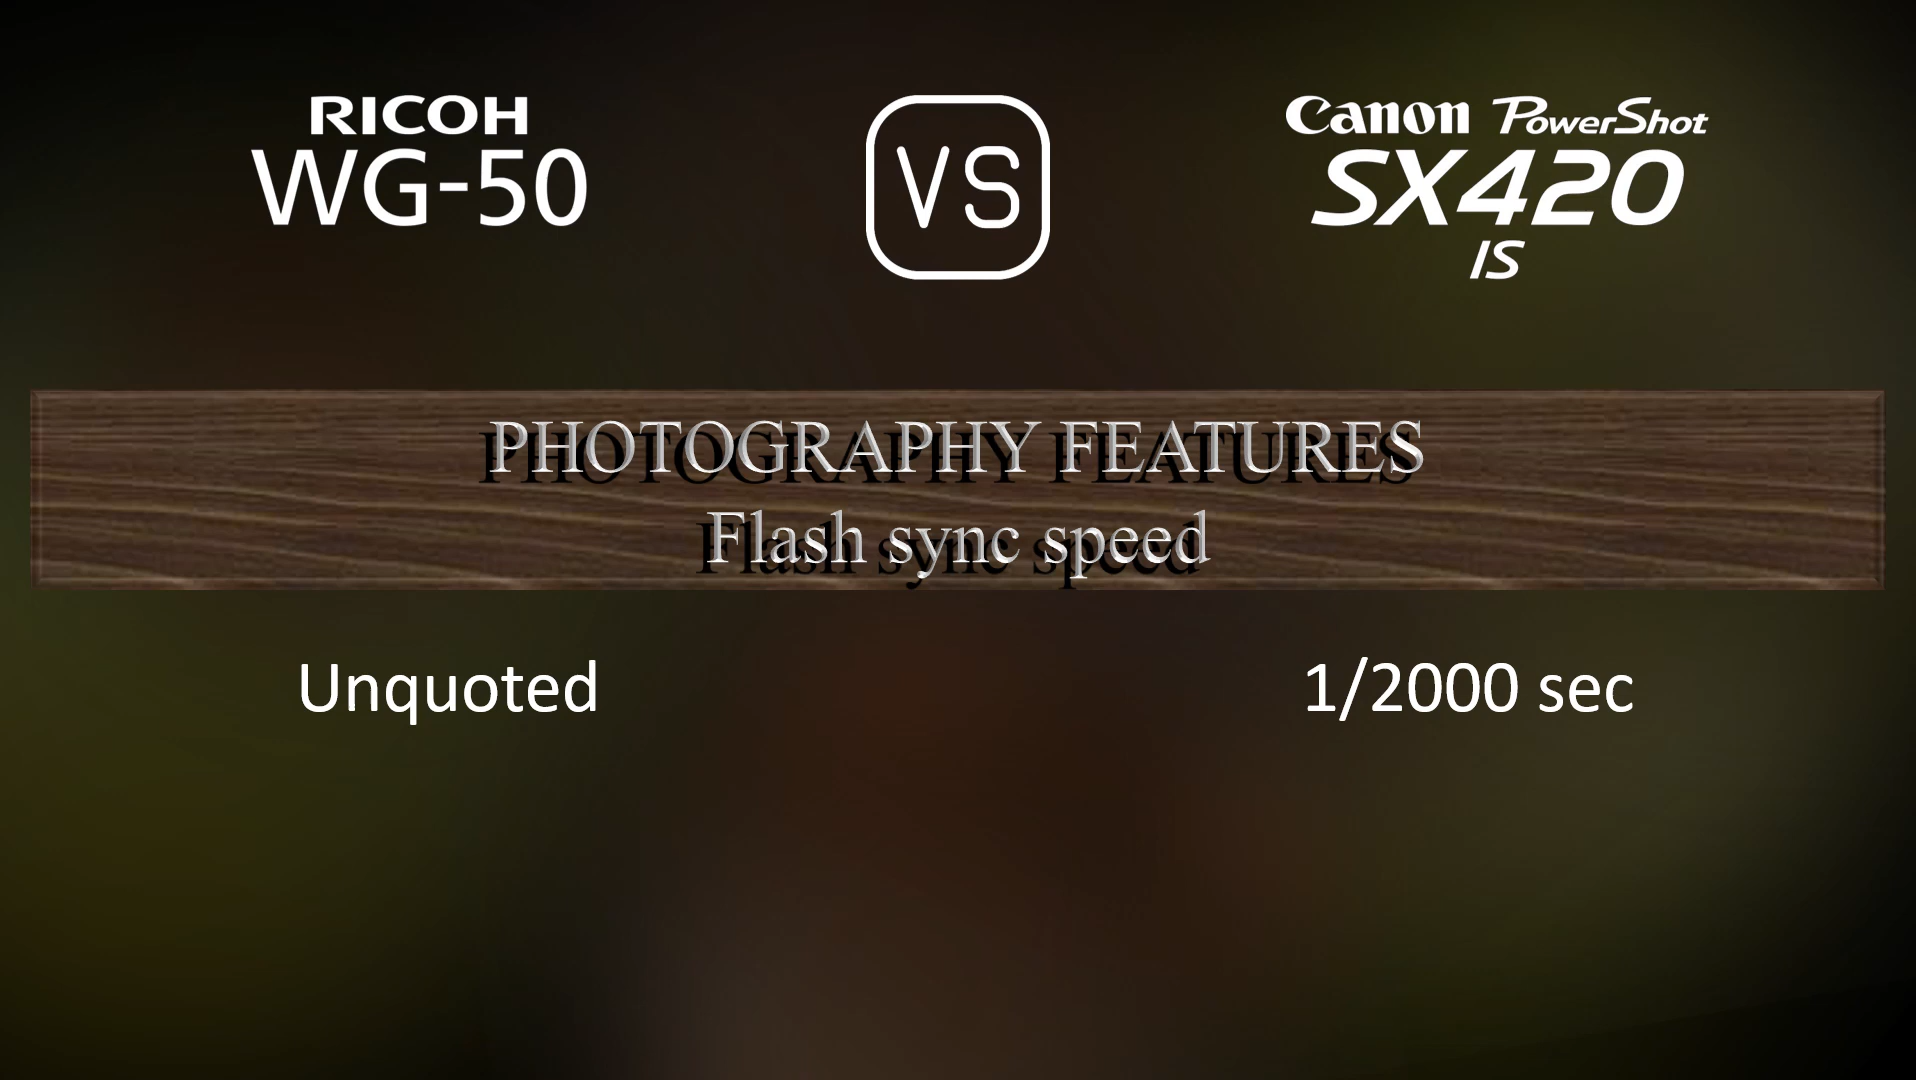 RICOH
WG-50
VS
Canon PowerShot
SX420
IS
PHOTOGRAPHY FEATURES
Flash sync speed
Unquoted
1/2000 sec